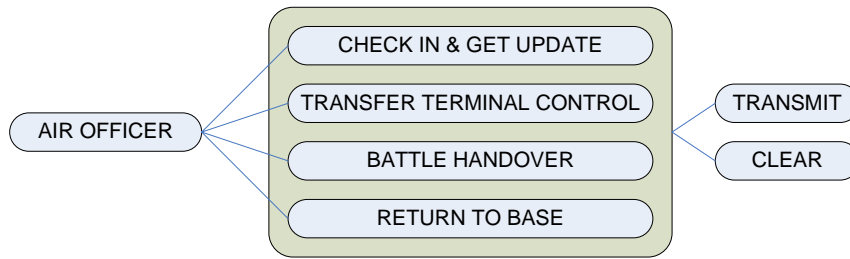 AIR OFFICER
CHECK IN & GET UPDATE
TRANSFER TERMINAL CONTROL
BATTLE HANDOVER
RETURN TO BASE
TRANSMIT
CLEAR